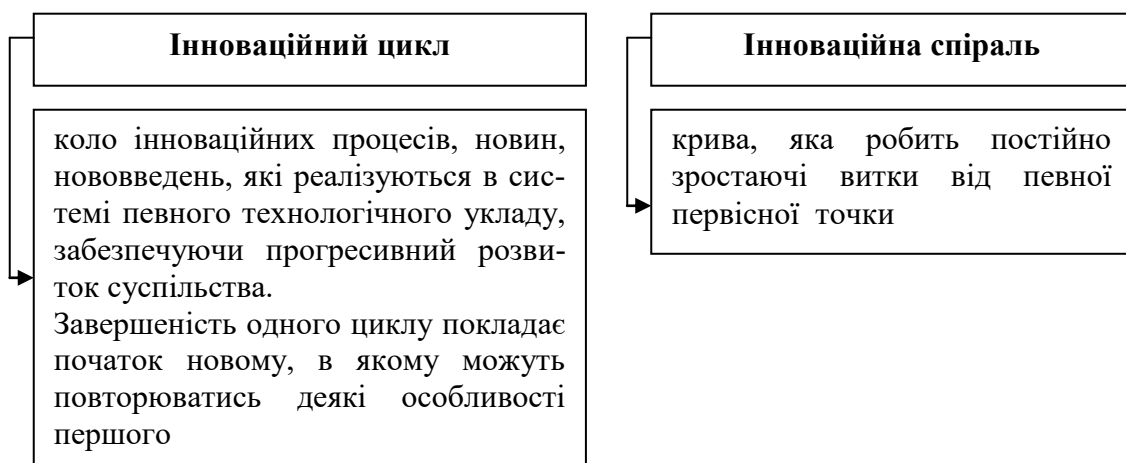 Інноваційний цикл
коло інноваційних процесів, новин,
нововведень, які реалізуються в сис-
темі певного технологічного укладу,
забезпечуючи прогресивний розви-
ток суспільства.
Завершеність одного циклу покладає
початок новому, в якому можуть
повторюватись деякі особливості
першого
Інноваційна спіраль
крива, яка робить постійно
зростаючі витки від певної
первісної точки